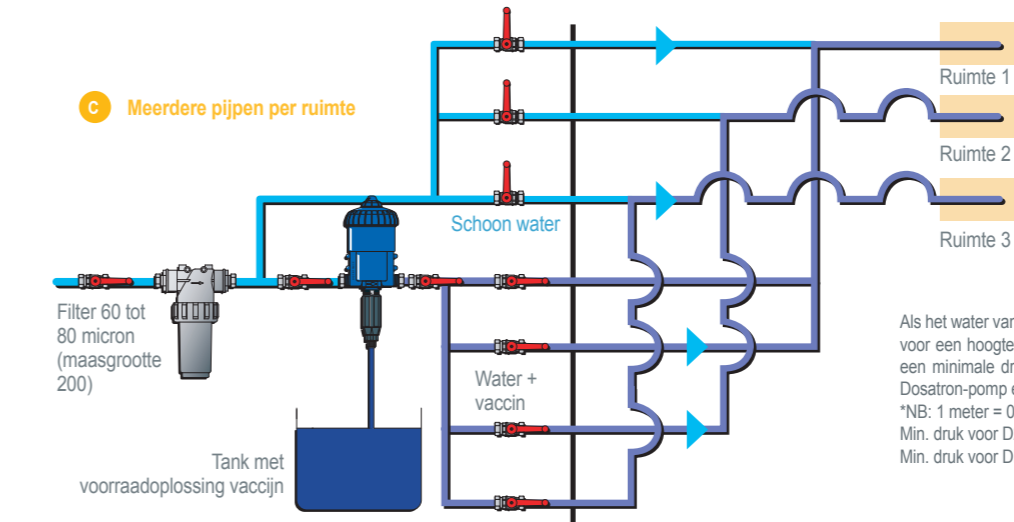 C Meerdere pijpen per ruimte
Ruimte 1
Ruimte 2
Schoon water
Ruimte 3
Filter 60 tot
80 micron
(maasgrootte
200)
Water +
vaccin
Tank met
voorraadoplossing vaccijn
Als het water var
voor een hoogte
een minimale dr
Dosatron-pomp e
*NB: 1 meter = 0
Min. druk voor D
Min. druk voor D